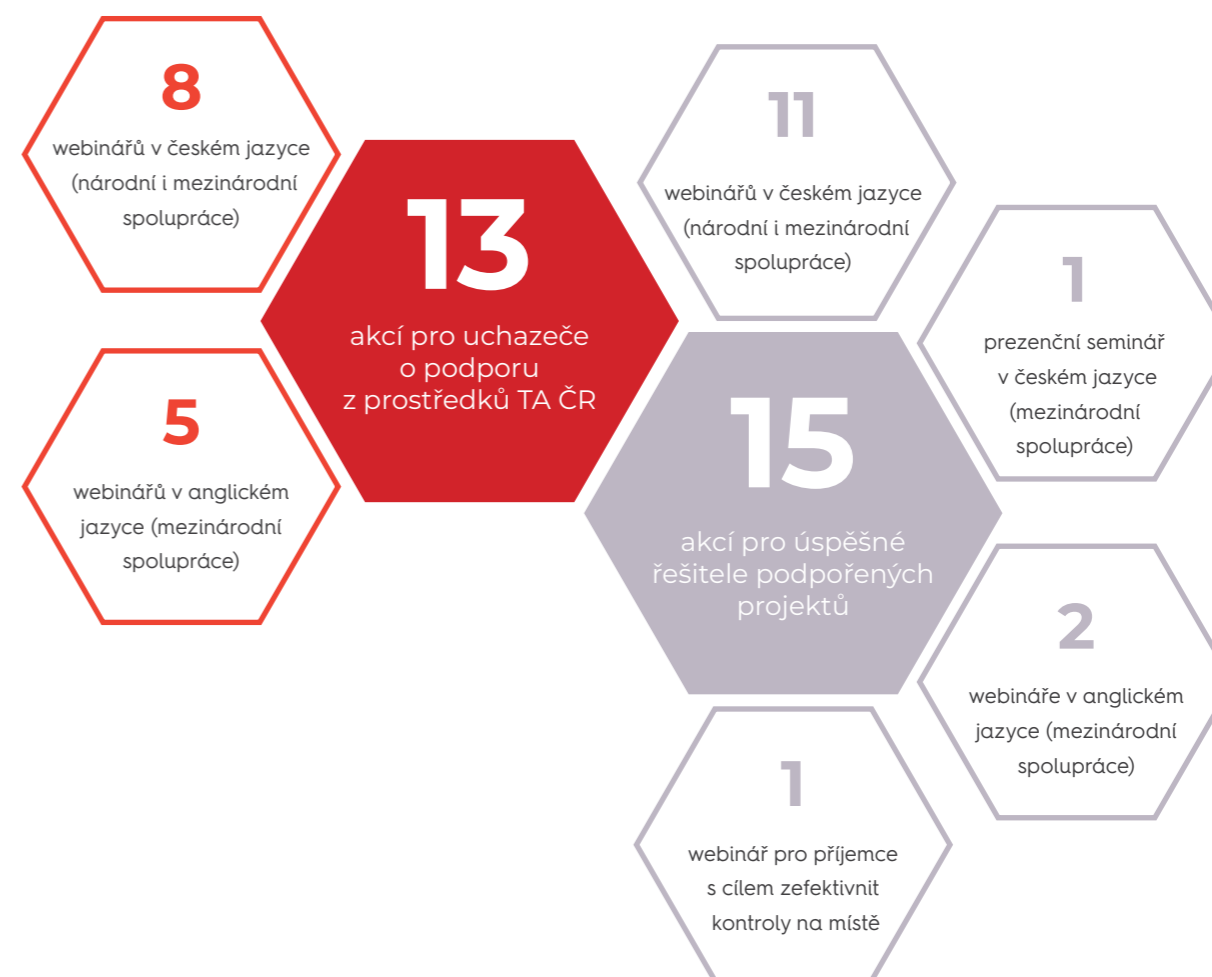 8
webinářů v českém jazyce
(národní i mezinárodní
spolupráce)
13
akcí pro uchazeče
o podporu
z prostředků TA ČR
5
webinářů v anglickém
jazyce (mezinárodní
spolupráce)
11
webinářů v českém jazyce
(národní i mezinárodní
spolupráce)
15
akcí pro úspěšné
řešitele podpořených
projektů
1
prezenční seminář
v českém jazyce
(mezinárodní
spolupráce)
2
webináře v anglickém
jazyce (mezinárodní
spolupráce)
1
webinář pro příjemce
s cílem zefektivnit
kontroly na místě